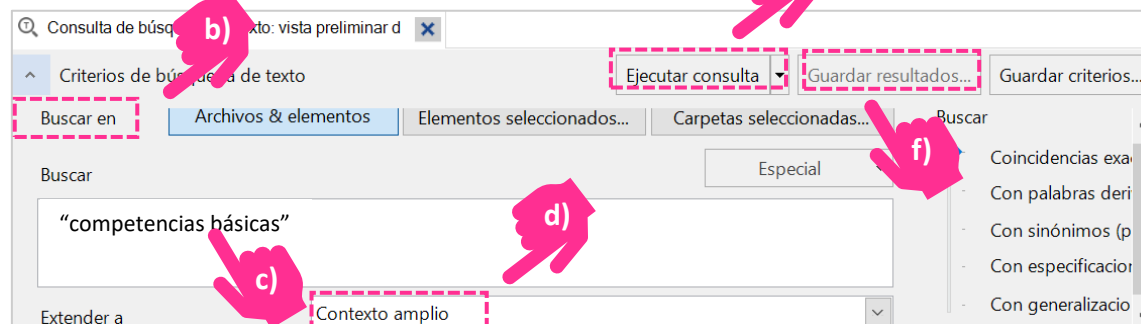 Consulta de búsq b) xto: vista preliminar d
Criterios de búsqueda de texto Ejecutar consulta Guardar resultados... Guardar criterios...
Buscar en Archivos & elementos Elementos seleccionados... Carpetas seleccionadas... Buscar
f)
Buscar Especial Coincidencias exa
Con palabras deri
“competencias básicas” d) Con sinónimos (p
Con especificacion
c)
Extender a Contexto amplio Con generalizacio